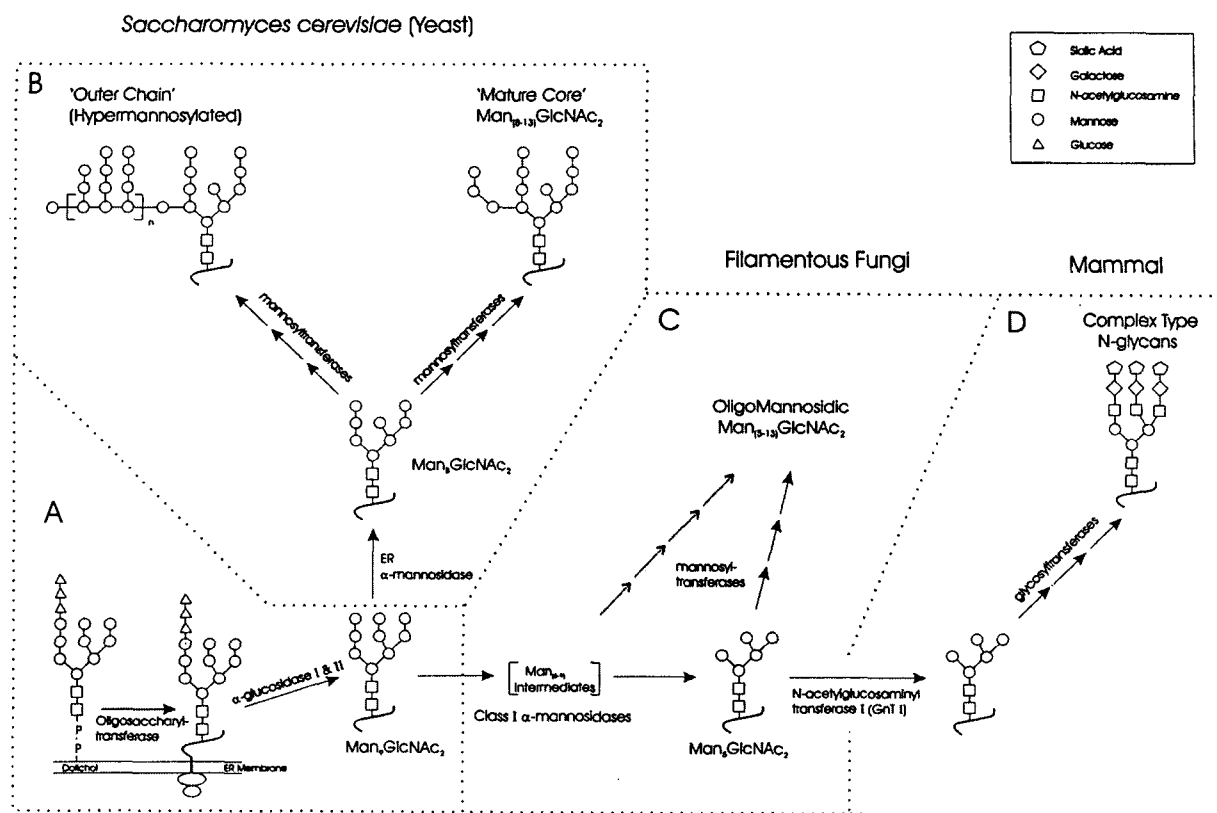 Saccharomyces cerevisiae (Yeast)
Sialic Acid
Galactose
N-acetylglucosamine
Mannose
Glucose
B
'Outer Chain'
(Hypermannosylated)
'Mature Core'
Man(8-13)GlcNAc2
n
mannosyltransferases
mannosyltransferases
Man8GlcNAc2
ER
α-mannosidase
Filamentous Fungi
Mammal
C
OligoMannosidic
Man(5-13)GlcNAc2
mannosyl-
transferases
D
Complex Type
N-glycans
glycosyltransferases
A
P
P
Oligosaccharyl-
transferase
Dolichol
ER Membrane
α-glucosidase I & II
Man9GlcNAc2
Intermediates
Class I α-mannosidases
Man5GlcNAc2
N-acetylglucosaminyl
transferase I (GnT I)